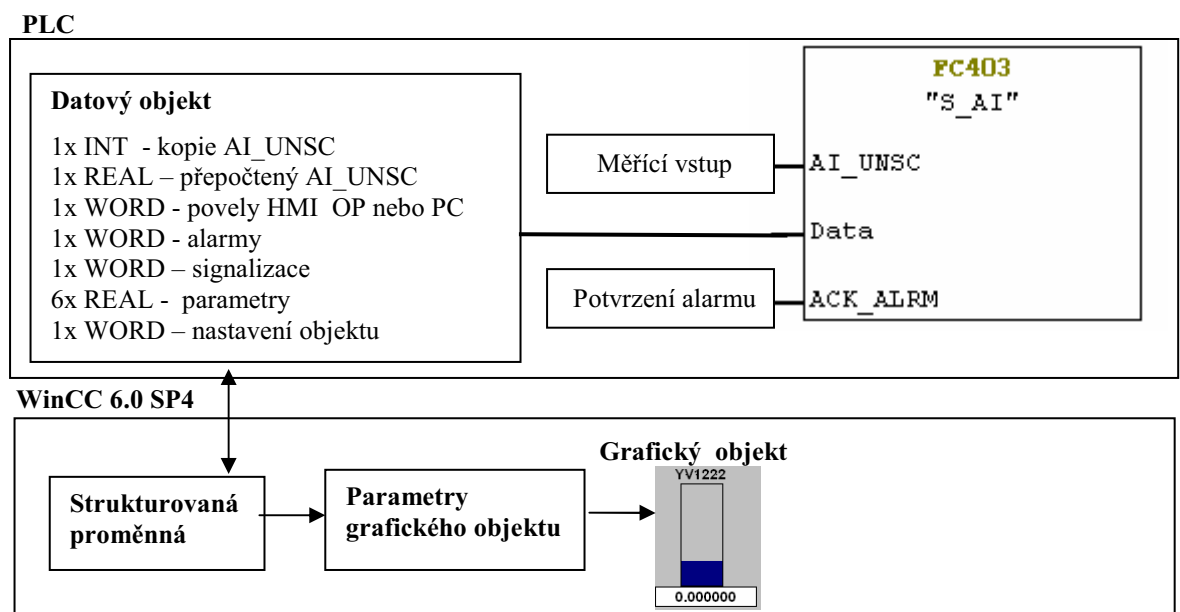 PLC
Datový objekt
1x INT - kopie AI_UNSC
1x REAL – přepočtený AI_UNSC
1x WORD - povely HMI OP nebo PC
1x WORD - alarmy
1x WORD – signalizace
6x REAL - parametry
1x WORD – nastavení objektu
Měřící vstup
Potvrzení alarmu
FC403
"S_AI"
AI_UNSC
Data
ACK_ALRM
WinCC 6.0 SP4
Strukturovaná
proměnná
Parametry
grafického objektu
Grafický objekt
YV1222
0.000000